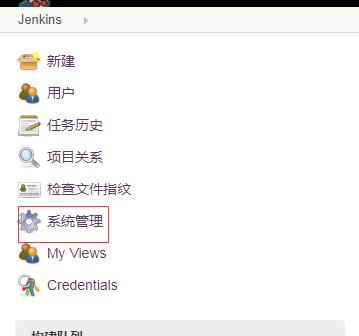 Jenkins
新建
用户
任务历史
项目关系
检查文件指纹
系统管理
My Views
Credentials
构建队列